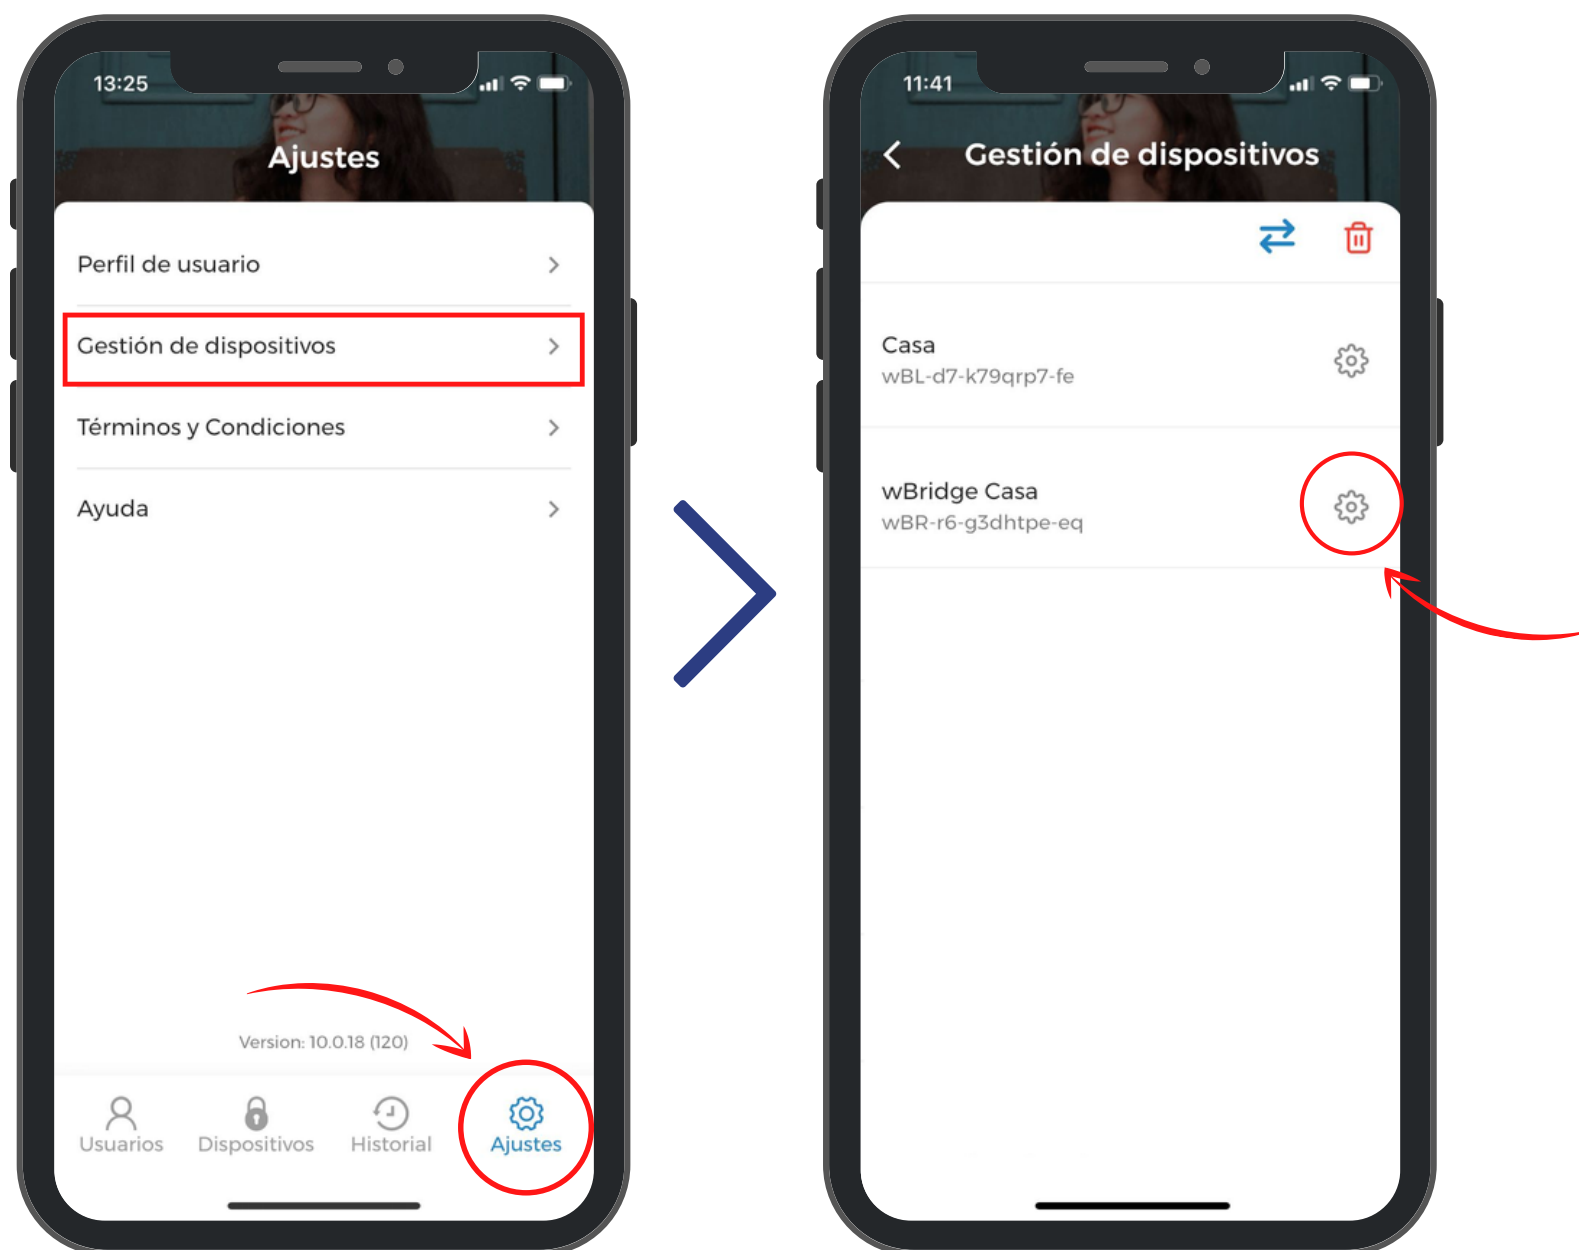 13:25
Ajustes
Perfil de usuario
Gestión de dispositivos
Términos y Condiciones
Ayuda
Version: 10.0.18 (120)
Usuarios
Dispositivos
Historial
Ajustes
11:41
Gestión de dispositivos
Casa
wBL-d7-k79qrp7-fe
wBridge Casa
wBR-r6-g3dhtpe-eq